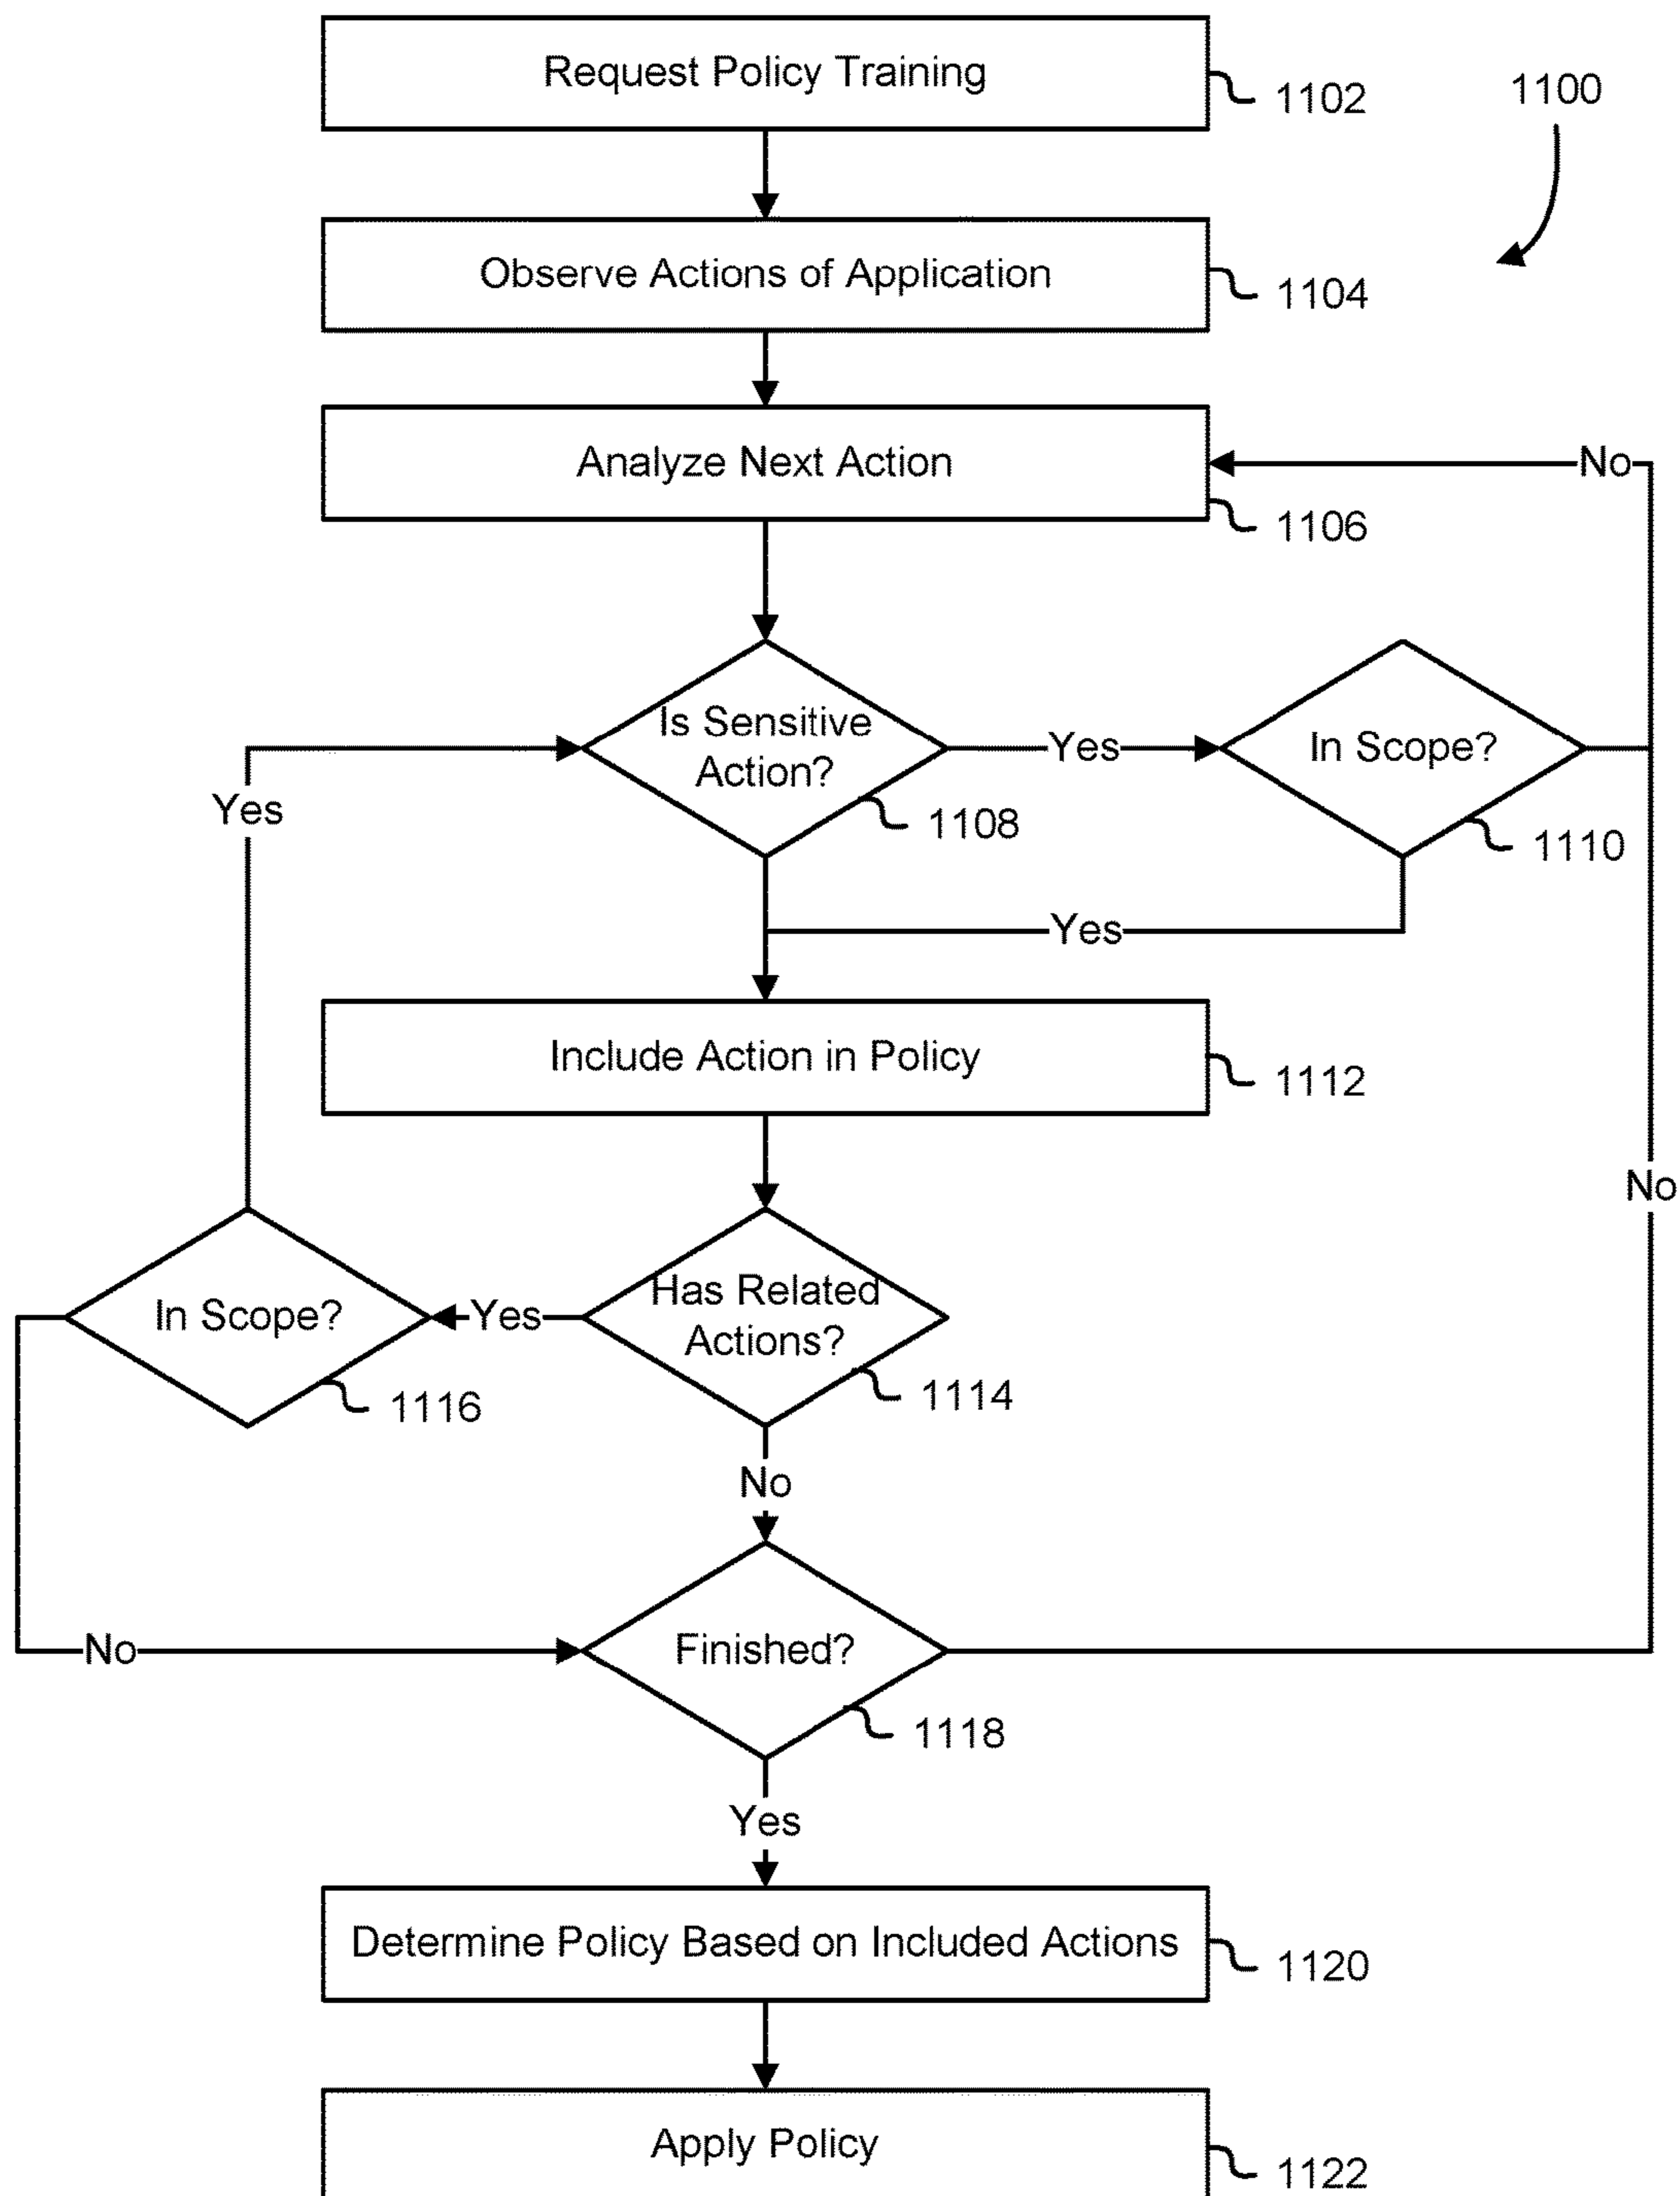 Request Policy Training
1102
1100
Observe Actions of Application
1104
Analyze Next Action
No
1106
Is Sensitive
Action?
Yes
In Scope?
Yes
1108
1110
Yes
Include Action in Policy
1112
No
Has Related
Actions?
Yes
In Scope?
1114
1116
No
Finished?
No
1118
Yes
Determine Policy Based on Included Actions
1120
Apply Policy
1122